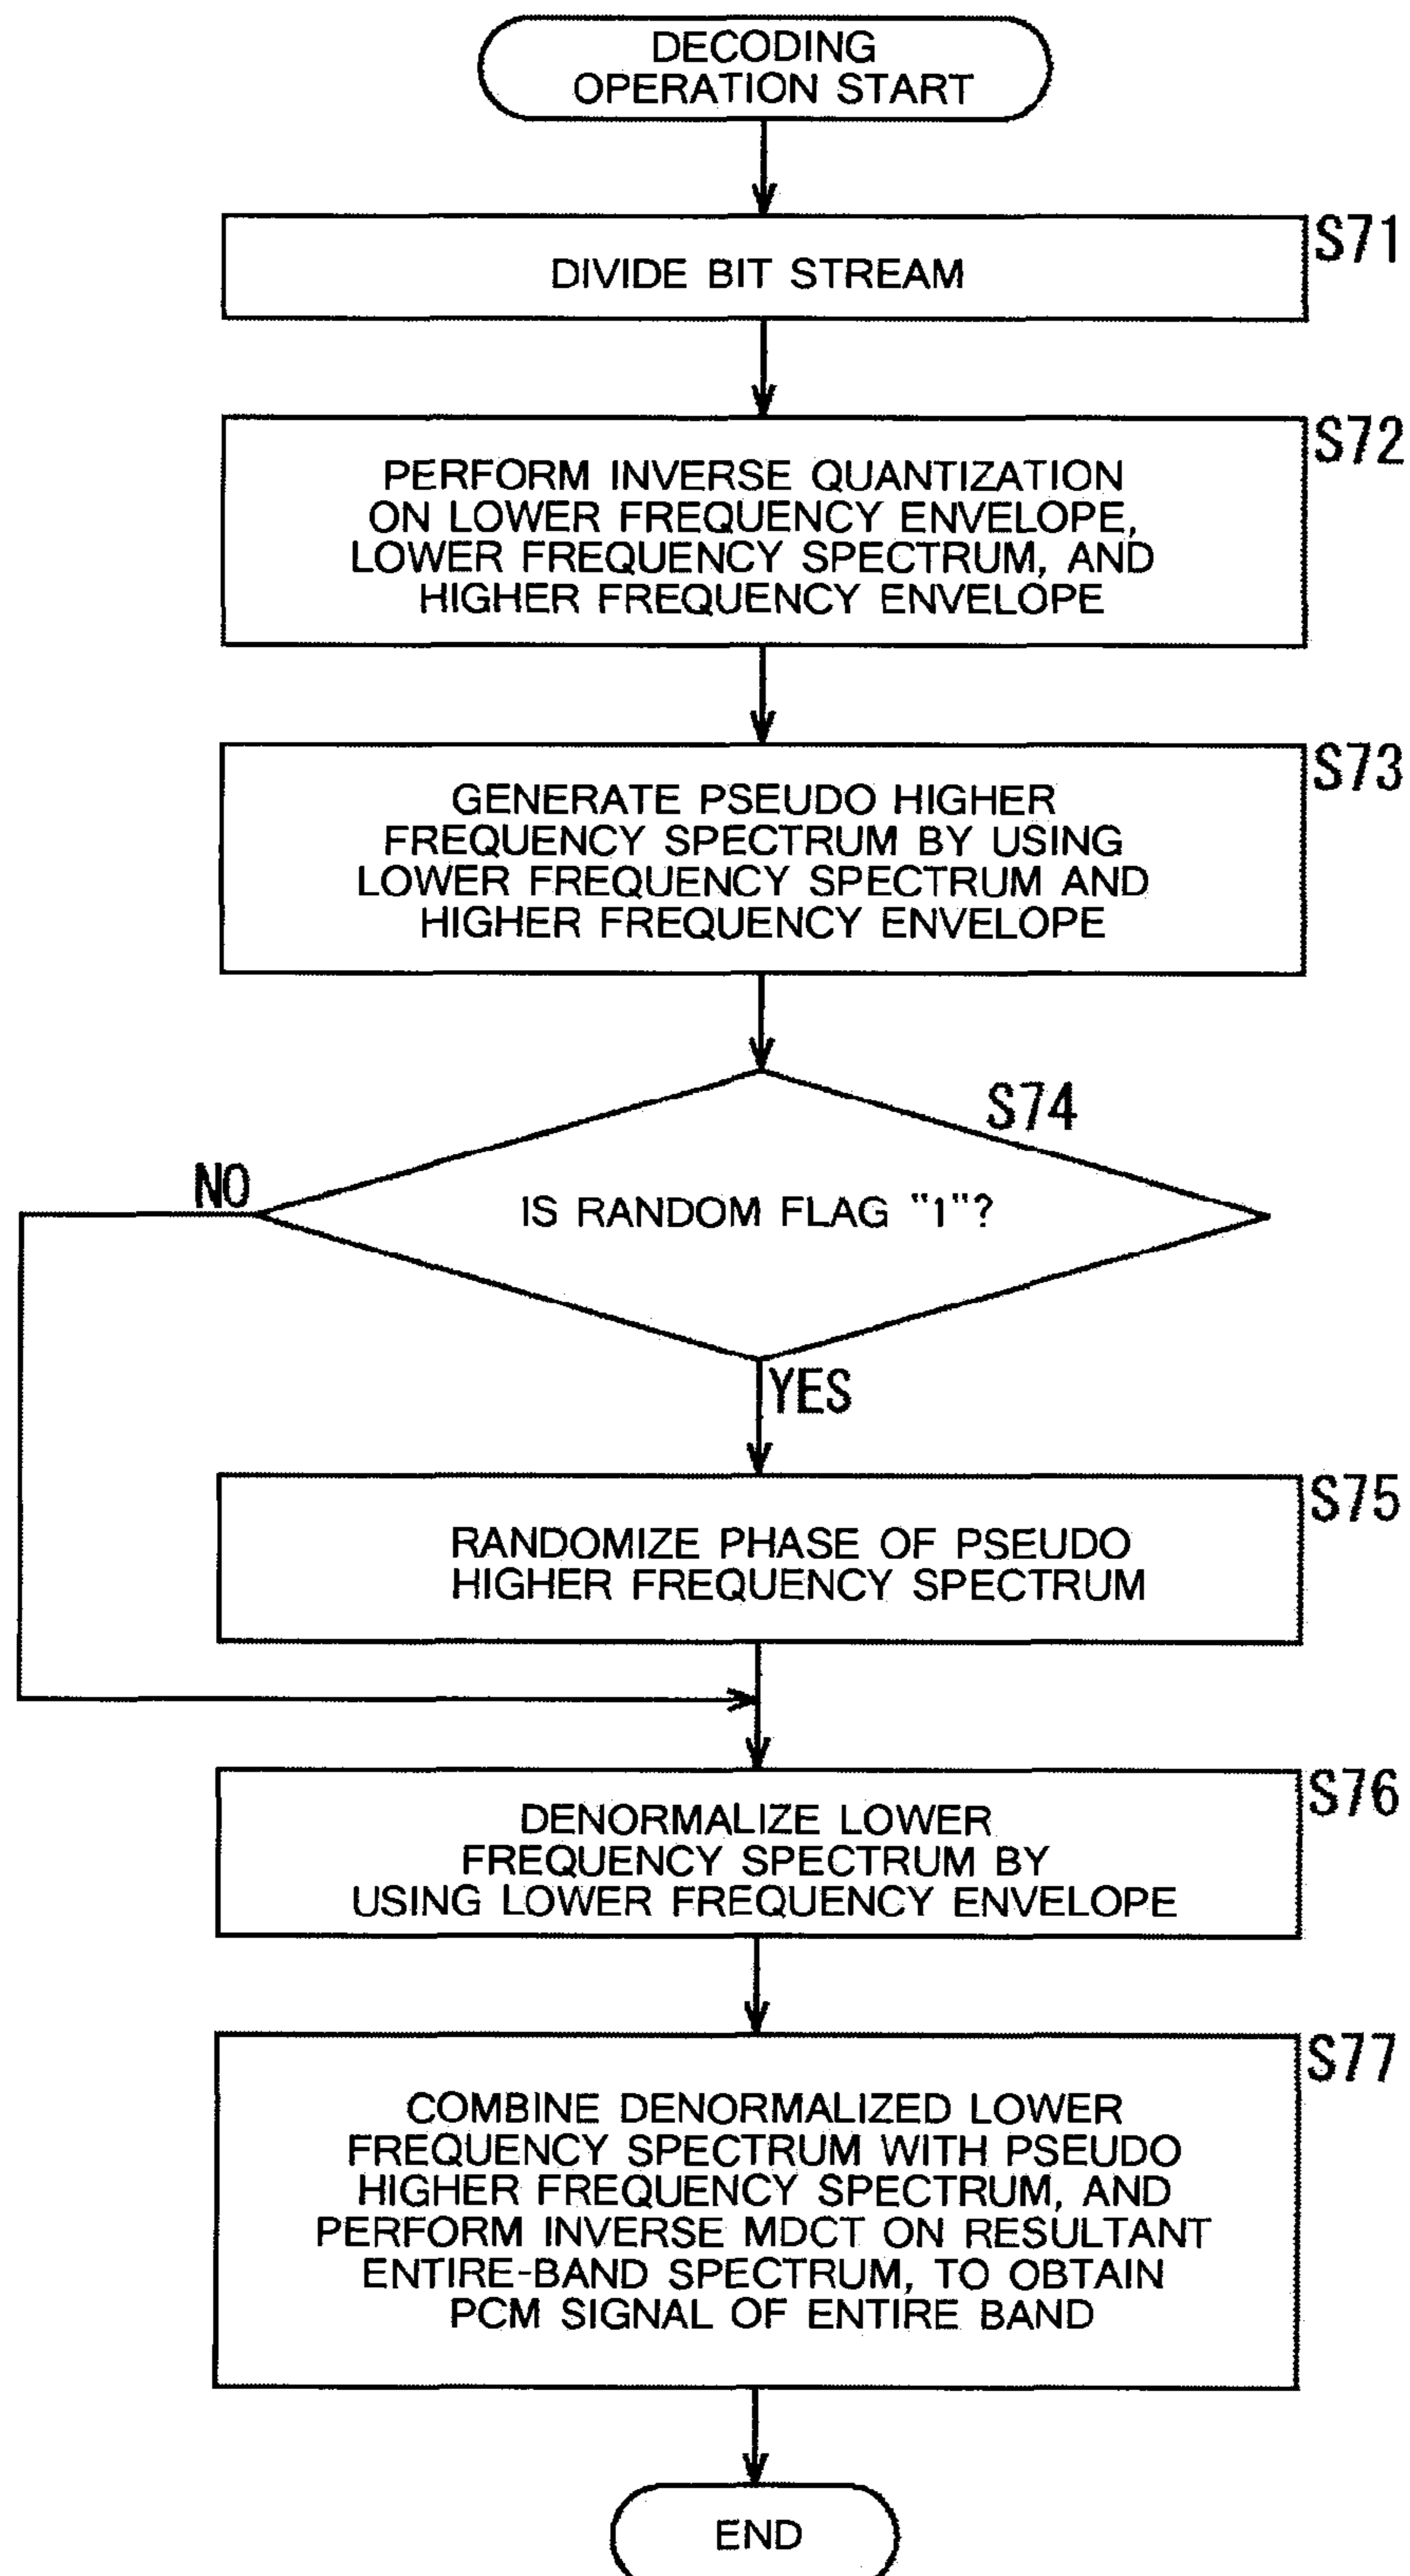 DECODING
OPERATION START
S71
DIVIDE BIT STREAM
S72
PERFORM INVERSE QUANTIZATION
ON LOWER FREQUENCY ENVELOPE,
LOWER FREQUENCY SPECTRUM, AND
HIGHER FREQUENCY ENVELOPE
S73
GENERATE PSEUDO HIGHER
FREQUENCY SPECTRUM BY USING
LOWER FREQUENCY SPECTRUM AND
HIGHER FREQUENCY ENVELOPE
S74
NO
IS RANDOM FLAG "1"?
YES
S75
RANDOMIZE PHASE OF PSEUDO
HIGHER FREQUENCY SPECTRUM
S76
DENORMALIZE LOWER
FREQUENCY SPECTRUM BY
USING LOWER FREQUENCY ENVELOPE
S77
COMBINE DENORMALIZED LOWER
FREQUENCY SPECTRUM WITH PSEUDO
HIGHER FREQUENCY SPECTRUM, AND
PERFORM INVERSE MDCT ON RESULTANT
ENTIRE-BAND SPECTRUM, TO OBTAIN
PCM SIGNAL OF ENTIRE BAND
END